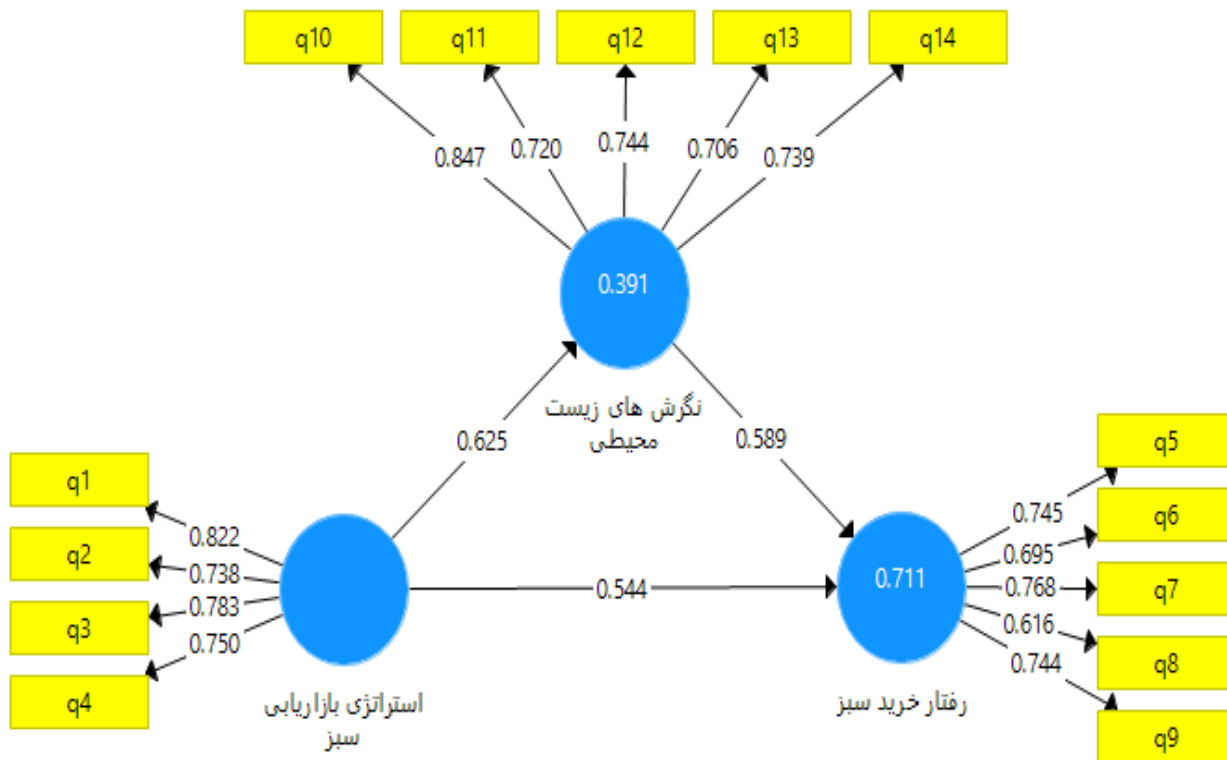 q10
q11
q12
q13
q14
0.847
0.720
0.744
0.706
0.739
0.391
نگرش های زیست
محیطی
0.625
0.589
q1
q2
q3
q4
0.822
0.738
0.783
0.750
استراتژی بازاریابی
سبز
0.544
0.711
رفتار خرید سبز
0.745
0.695
0.768
0.616
0.744
q5
q6
q7
q8
q9